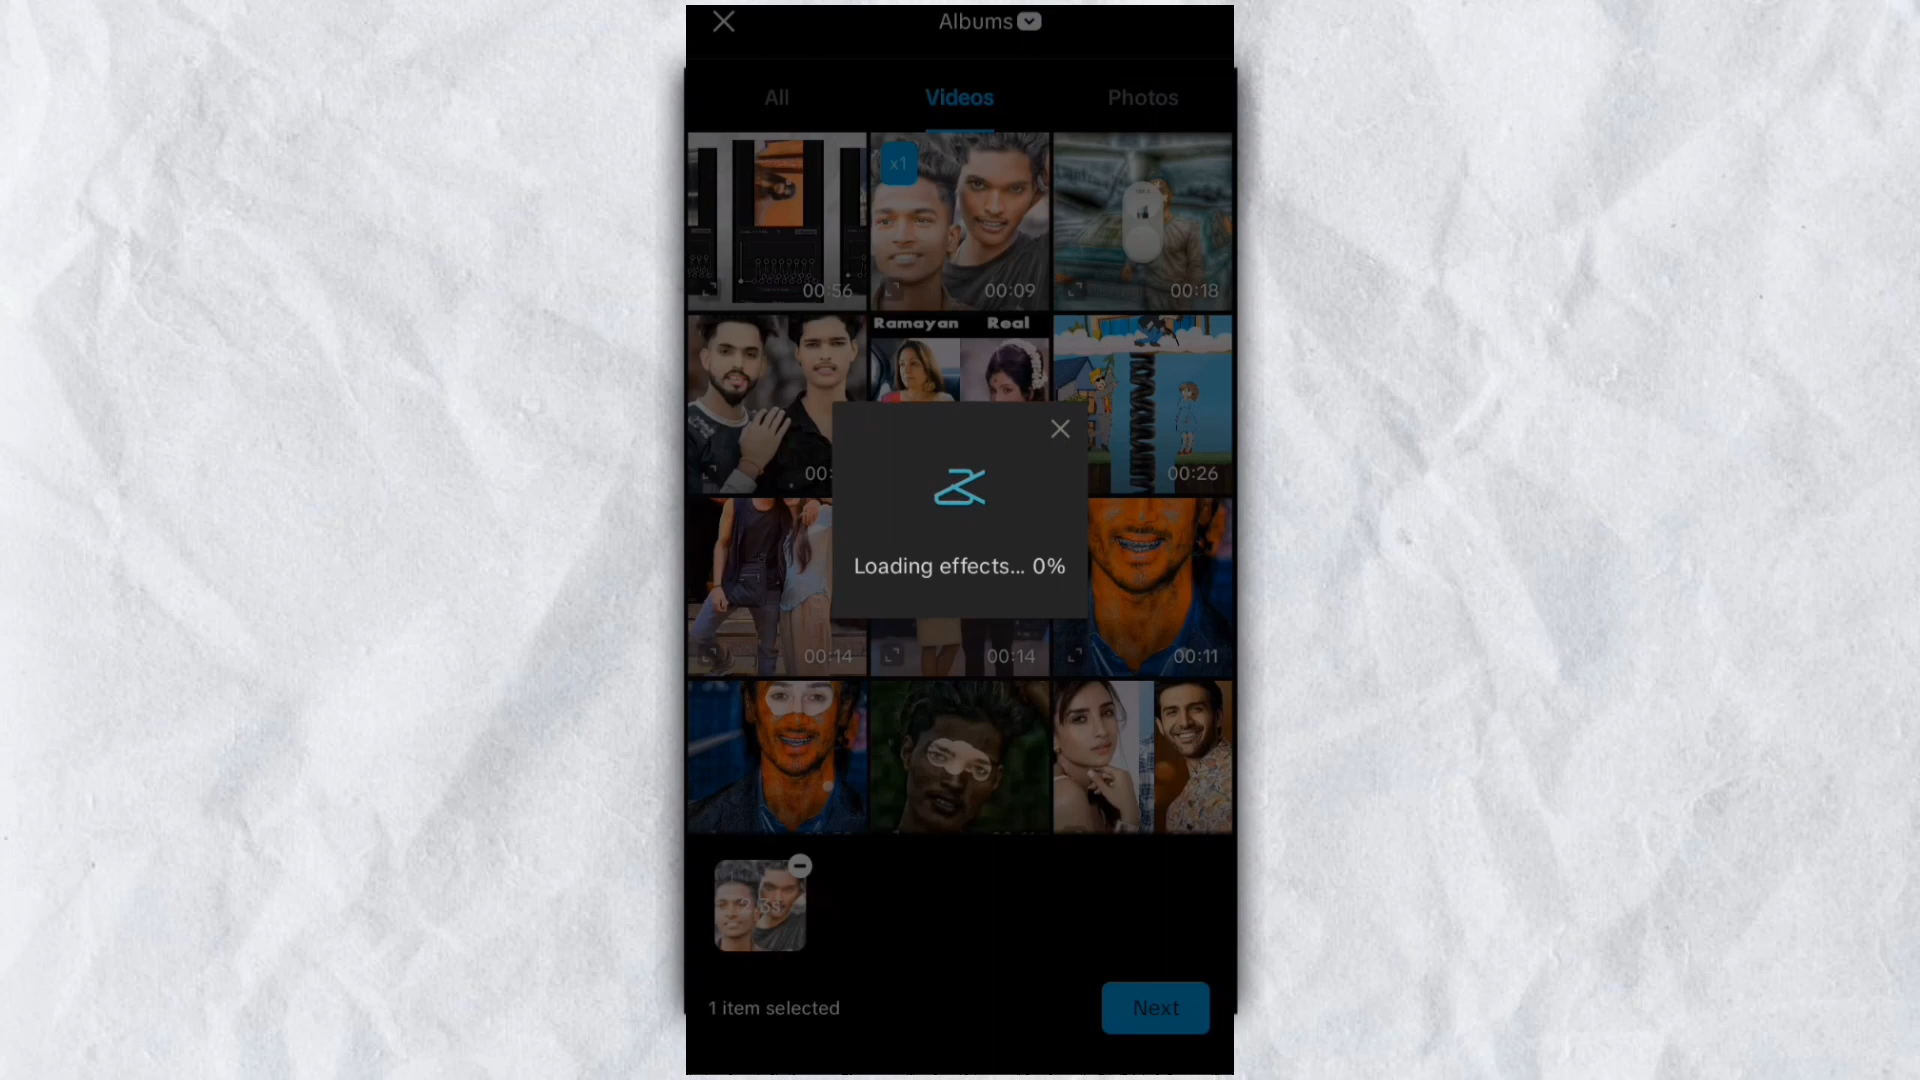 Albums
All Videos Photos
x1
00:56 00:09 00:18
Ramayan Real
00: 00:26
Loading effects... 0%
00:14 00:14 00:11
1 item selected
Next